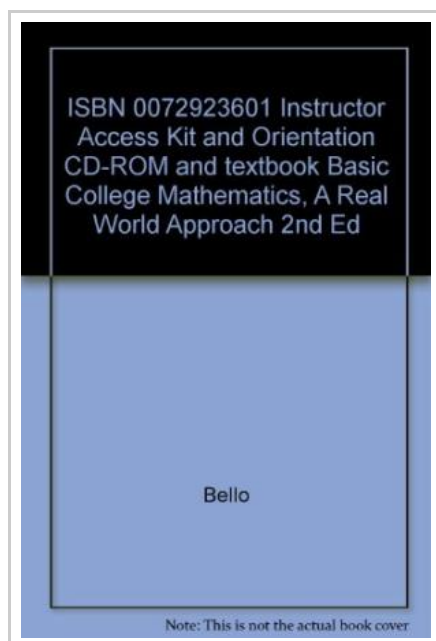 ISBN 0072923601 Instructor
Access Kit and Orientation
CD-ROM and textbook Basic
College Mathematics, A Real
World Approach 2nd Ed
Bello
Note: This is not the actual book cover